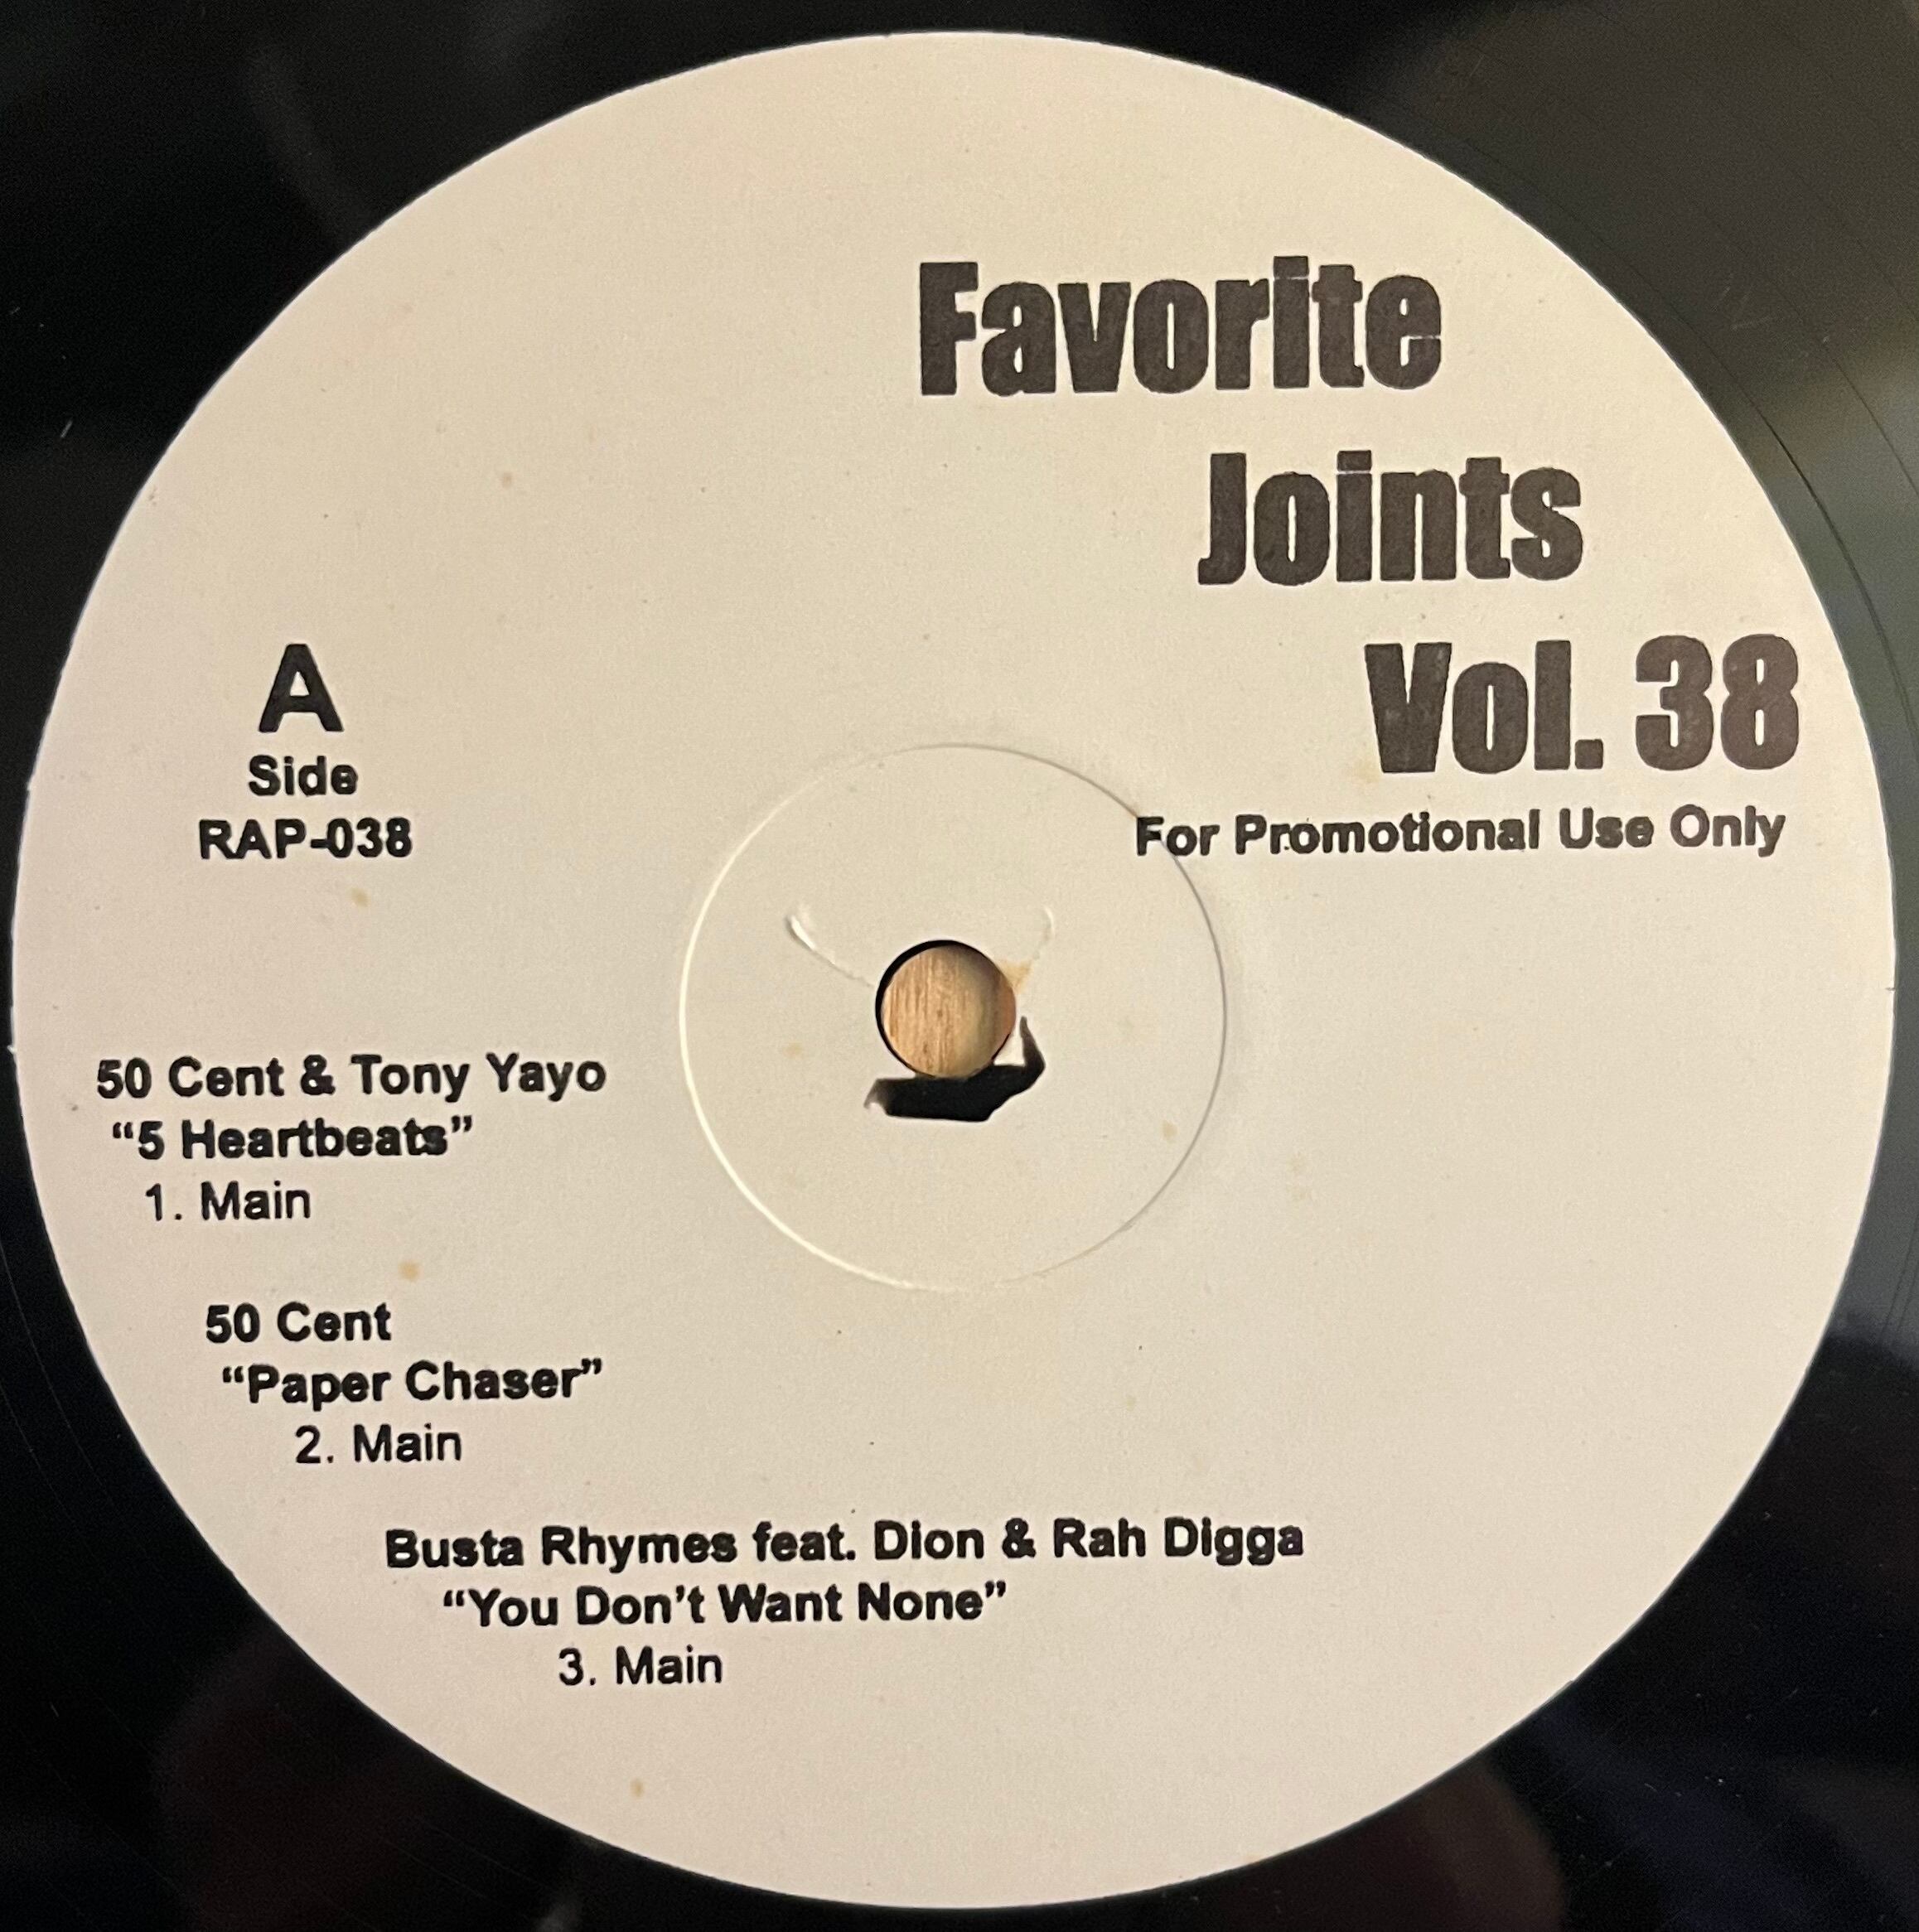 Favorite
Joints
Vol. 38
For Promotional Use Only
A
Side
RAP-038
50 Cent & Tony Yayo
“5 Heartbeats”
1. Main
50 Cent
“Paper Chaser”
2. Main
Busta Rhymes feat. Dion & Rah Digga
“You Don’t Want None”
3. Main